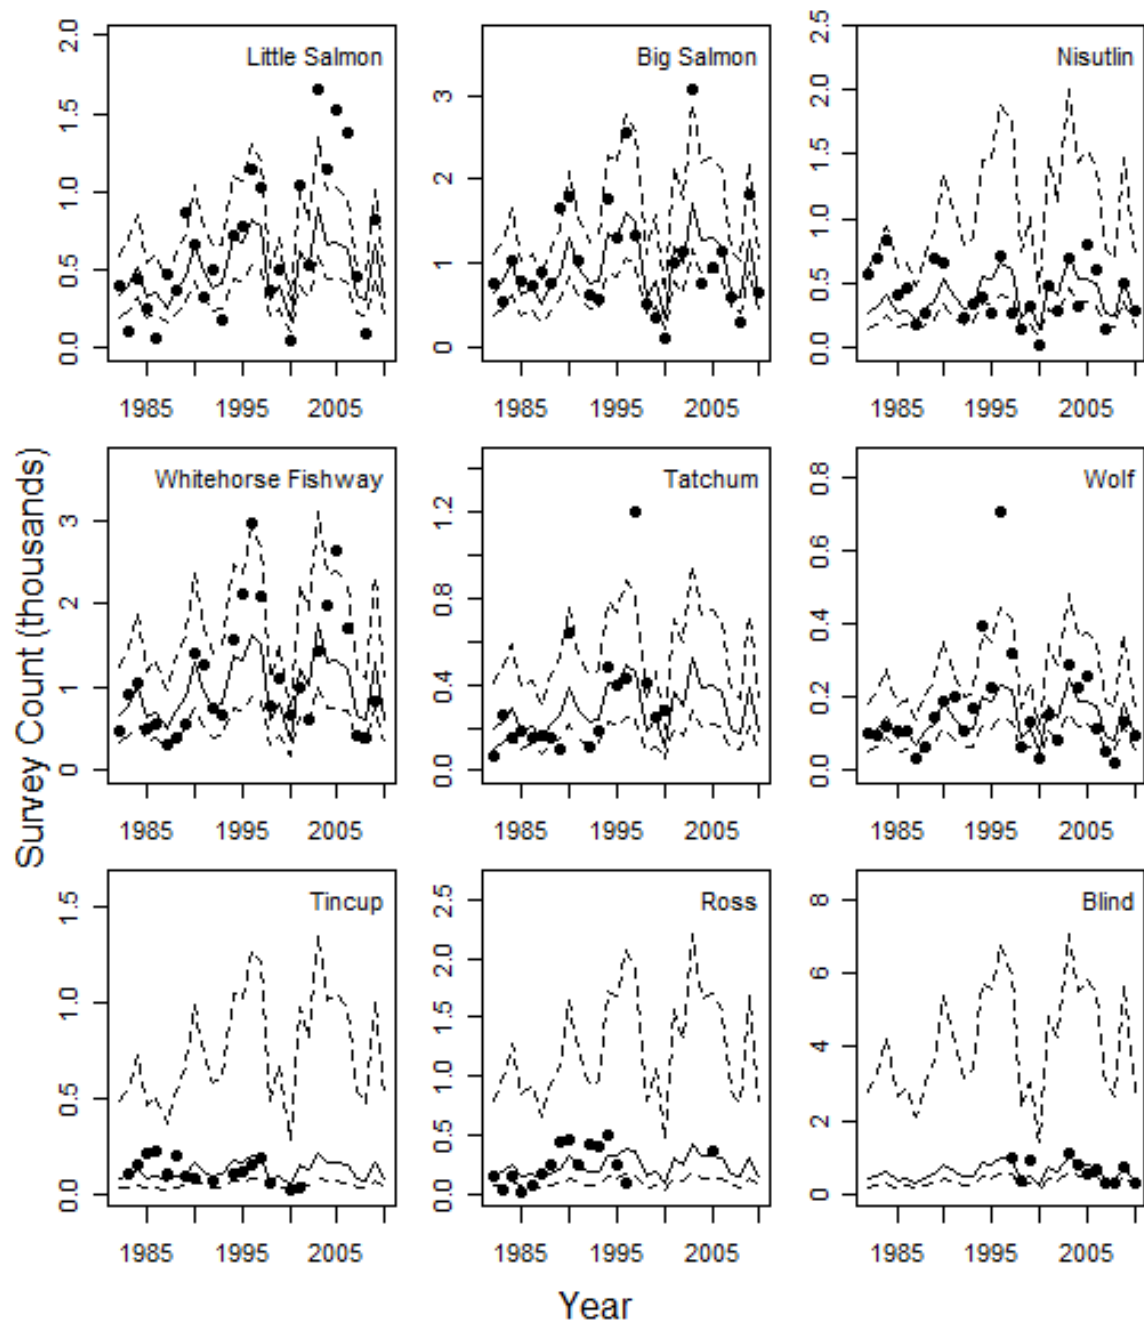 Little Salmon
Big Salmon
Nisutlin
0.0 0.5 1.0 1.5 2.0
0 1 2 3
0.0 0.5 1.0 1.5 2.0 2.5
1985 1995 2005
1985 1995 2005
1985 1995 2005
Survey Count (thousands)
Whitehorse Fishway
Tatchum
Wolf
0 1 2 3
0.0 0.4 0.8 1.2
0.0 0.2 0.4 0.6 0.8
1985 1995 2005
1985 1995 2005
1985 1995 2005
Tincup
Ross
Blind
0.0 0.5 1.0 1.5
0.0 0.5 1.0 1.5 2.0 2.5
0 2 4 6 8
1985 1995 2005
1985 1995 2005
1985 1995 2005
Year